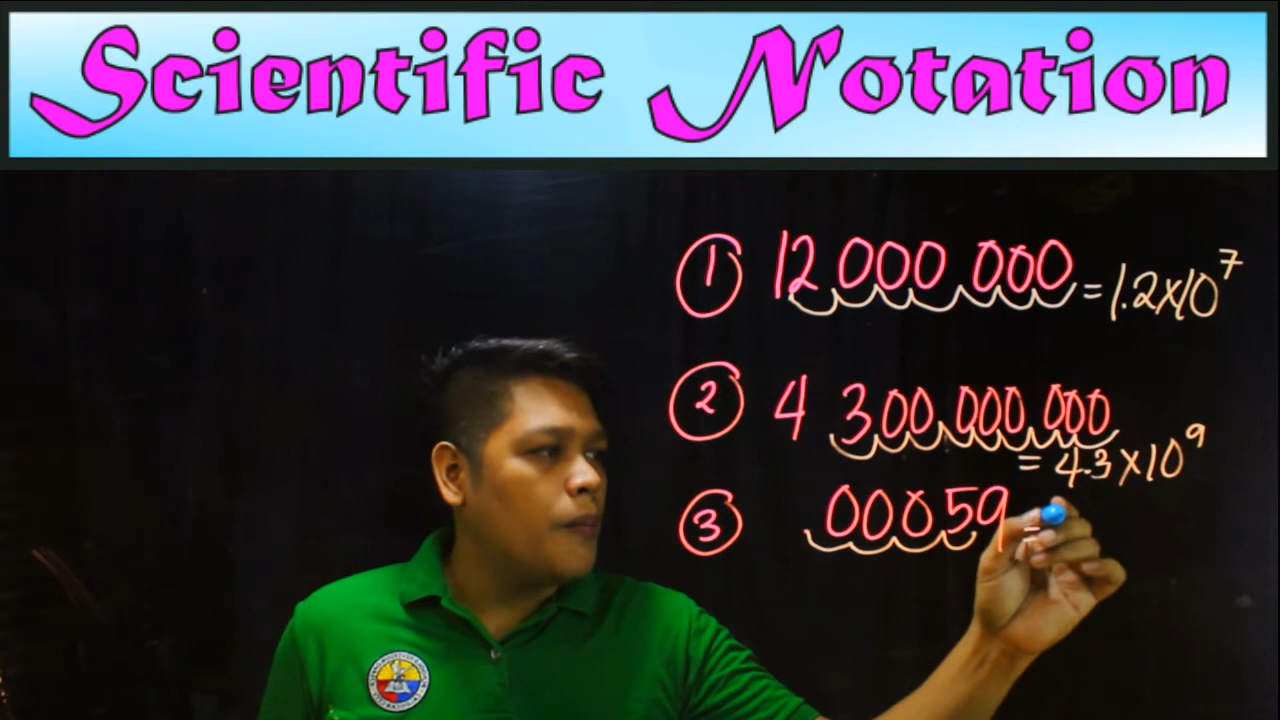 Scientific Notation
1 12 000 000 = 1.2x10^7
2 4 300 000 000
= 4.3x10^9
3 .00059 =